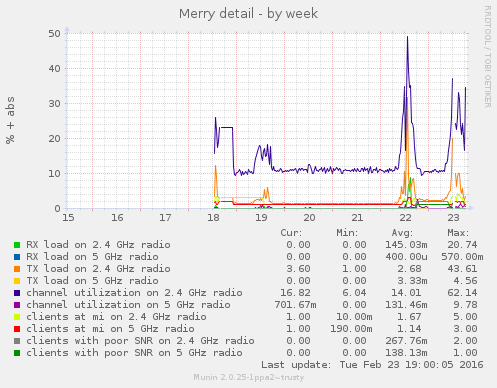 Merry detail - by week
RRDTOOL / TOBI OETIKER
% + abs
50
40
30
20
10
0
15 16 17 18 19 20 21 22 23
Cur: Min: Avg: Max:
RX load on 2.4 GHz radio 0.00 0.00 145.03m 20.74
RX load on 5 GHz radio 0.00 0.00 400.00u 570.00m
TX load on 2.4 GHz radio 3.60 1.00 2.68 43.61
TX load on 5 GHz radio 0.00 0.00 3.33m 4.56
channel utilization on 2.4 GHz radio 16.82 6.04 14.01 62.14
channel utilization on 5 GHz radio 701.67m 0.00 131.46m 9.78
clients at mi on 2.4 GHz radio 1.00 10.00m 1.67 5.00
clients at mi on 5 GHz radio 1.00 190.00m 1.14 3.00
clients with poor SNR on 2.4 GHz radio 0.00 0.00 267.76m 2.00
clients with poor SNR on 5 GHz radio 0.00 0.00 138.13m 1.00
Last update: Tue Feb 23 19:00:05 2016
Munin 2.0.25-1ppa2~trusty